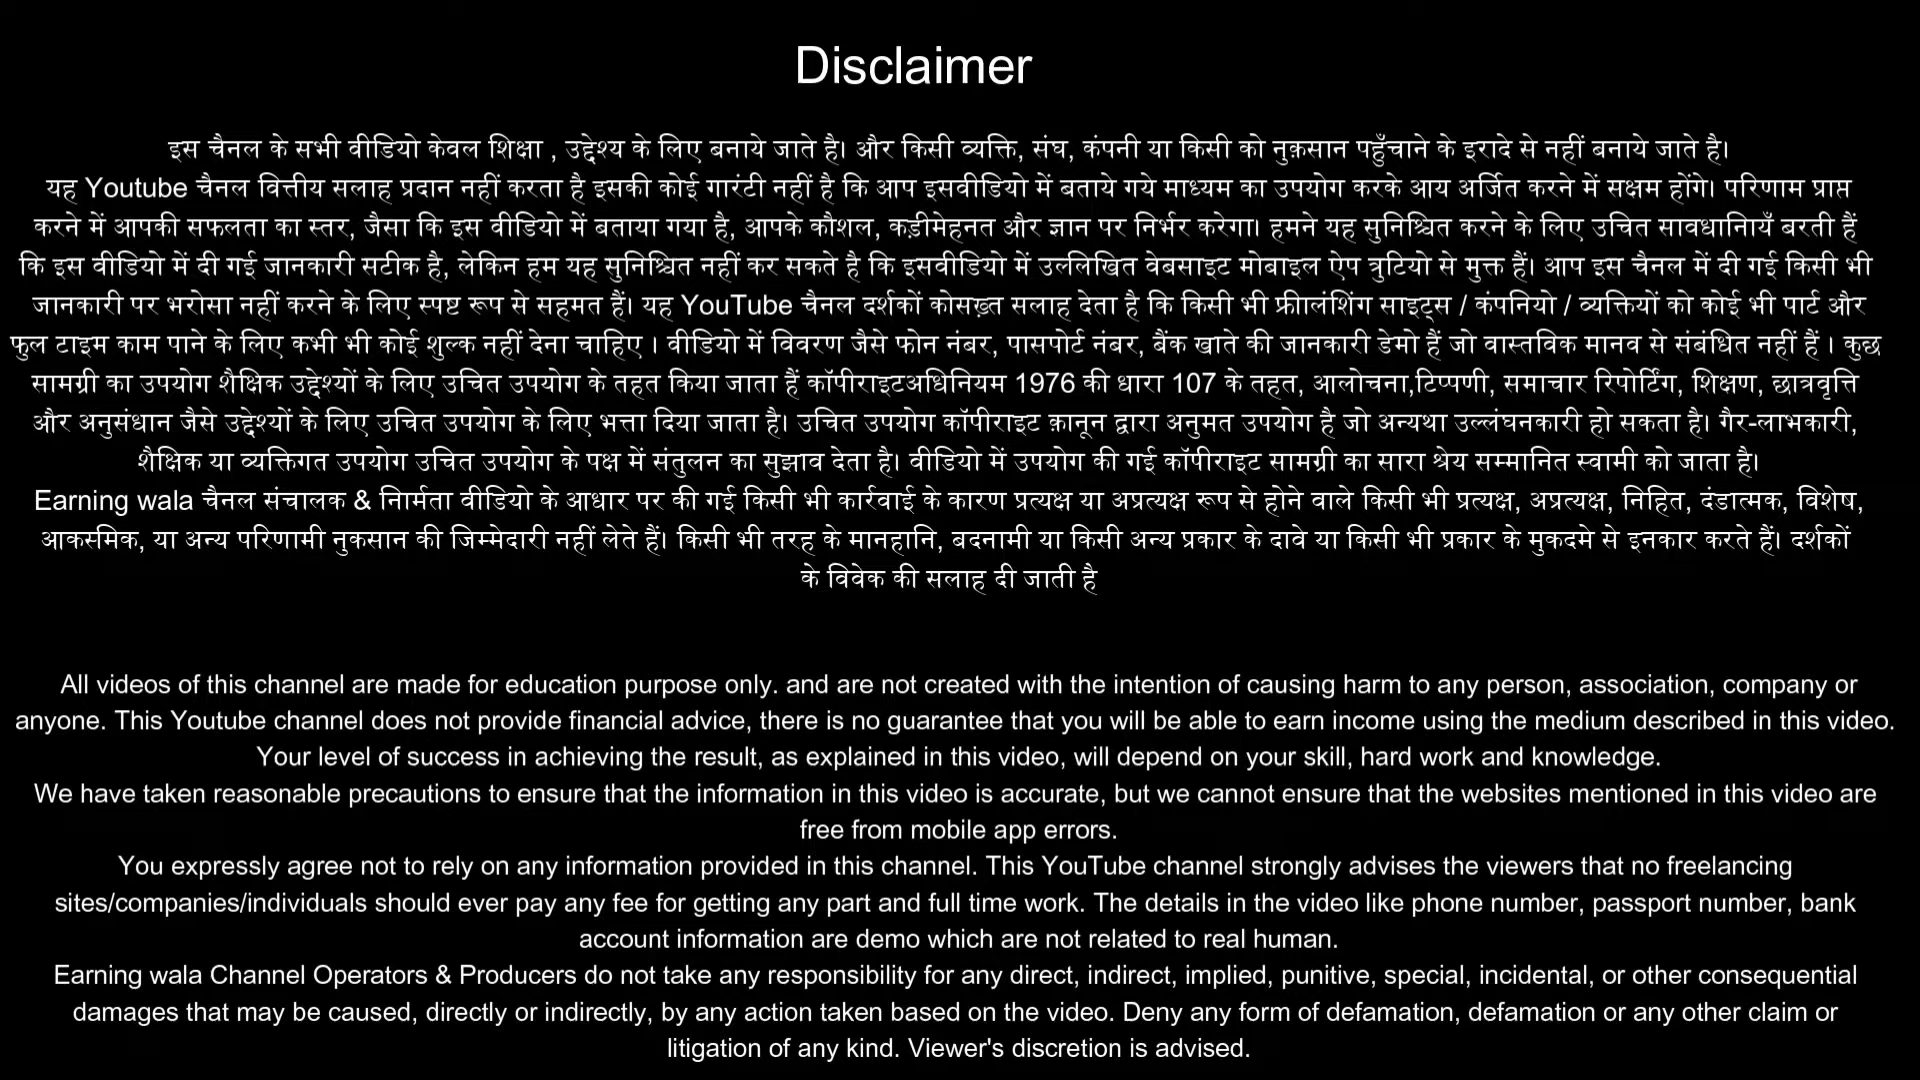 Disclaimer
इस चैनल के सभी वीडियो केवल शिक्षा , उद्देश्य के लिए बनाये जाते है। और किसी व्यक्ति, संघ, कंपनी या किसी को नुक़सान पहुँचाने के इरादे से नहीं बनाये जाते है।
यह Youtube चैनल वित्तीय सलाह प्रदान नहीं करता है इसकी कोई गारंटी नहीं है कि आप इसवीडियो में बताये गये माध्यम का उपयोग करके आय अर्जित करने में सक्षम होंगे। परिणाम प्राप्त
करने में आपकी सफलता का स्तर, जैसा कि इस वीडियो में बताया गया है, आपके कौशल, कड़ीमेहनत और ज्ञान पर निर्भर करेगा। हमने यह सुनिश्चित करने के लिए उचित सावधानियाँ बरती हैं
कि इस वीडियो में दी गई जानकारी सटीक है, लेकिन हम यह सुनिश्चित नहीं कर सकते है कि इसवीडियो में उल्लिखित वेबसाइट मोबाइल ऐप त्रुटियो से मुक्त हैं। आप इस चैनल में दी गई किसी भी
जानकारी पर भरोसा नहीं करने के लिए स्पष्ट रूप से सहमत हैं। यह YouTube चैनल दर्शकों कोसख़्त सलाह देता है कि किसी भी फ्रीलंशिंग साइट्स / कंपनियो / व्यक्तियों को कोई भी पार्ट और
फुल टाइम काम पाने के लिए कभी भी कोई शुल्क नहीं देना चाहिए । वीडियो में विवरण जैसे फोन नंबर, पासपोर्ट नंबर, बैंक खाते की जानकारी डेमो हैं जो वास्तविक मानव से संबंधित नहीं हैं । कुछ
सामग्री का उपयोग शैक्षिक उद्देश्यों के लिए उचित उपयोग के तहत किया जाता हैं कॉपीराइटअधिनियम 1976 की धारा 107 के तहत, आलोचना,टिप्पणी, समाचार रिपोर्टिंग, शिक्षण, छात्रवृत्ति
और अनुसंधान जैसे उद्देश्यों के लिए उचित उपयोग के लिए भत्ता दिया जाता है। उचित उपयोग कॉपीराइट क़ानून द्वारा अनुमत उपयोग है जो अन्यथा उल्लंघनकारी हो सकता है। गैर-लाभकारी,
शैक्षिक या व्यक्तिगत उपयोग उचित उपयोग के पक्ष में संतुलन का सुझाव देता है। वीडियो में उपयोग की गई कॉपीराइट सामग्री का सारा श्रेय सम्मानित स्वामी को जाता है।
Earning wala चैनल संचालक & निार्मता वीडियो के आधार पर की गई किसी भी कार्रवाई के कारण प्रत्यक्ष या अप्रत्यक्ष रूप से होने वाले किसी भी प्रत्यक्ष, अप्रत्यक्ष, निहित, दंडात्मक, विशेष,
आकस्मिक, या अन्य परिणामी नुकसान की जिम्मेदारी नहीं लेते हैं। किसी भी तरह के मानहानि, बदनामी या किसी अन्य प्रकार के दावे या किसी भी प्रकार के मुकदमे से इनकार करते हैं। दर्शकों
के विवेक की सलाह दी जाती है
All videos of this channel are made for education purpose only. and are not created with the intention of causing harm to any person, association, company or
anyone. This Youtube channel does not provide financial advice, there is no guarantee that you will be able to earn income using the medium described in this video.
Your level of success in achieving the result, as explained in this video, will depend on your skill, hard work and knowledge.
We have taken reasonable precautions to ensure that the information in this video is accurate, but we cannot ensure that the websites mentioned in this video are
free from mobile app errors.
You expressly agree not to rely on any information provided in this channel. This YouTube channel strongly advises the viewers that no freelancing
sites/companies/individuals should ever pay any fee for getting any part and full time work. The details in the video like phone number, passport number, bank
account information are demo which are not related to real human.
Earning wala Channel Operators & Producers do not take any responsibility for any direct, indirect, implied, punitive, special, incidental, or other consequential
damages that may be caused, directly or indirectly, by any action taken based on the video. Deny any form of defamation, defamation or any other claim or
litigation of any kind. Viewer's discretion is advised.